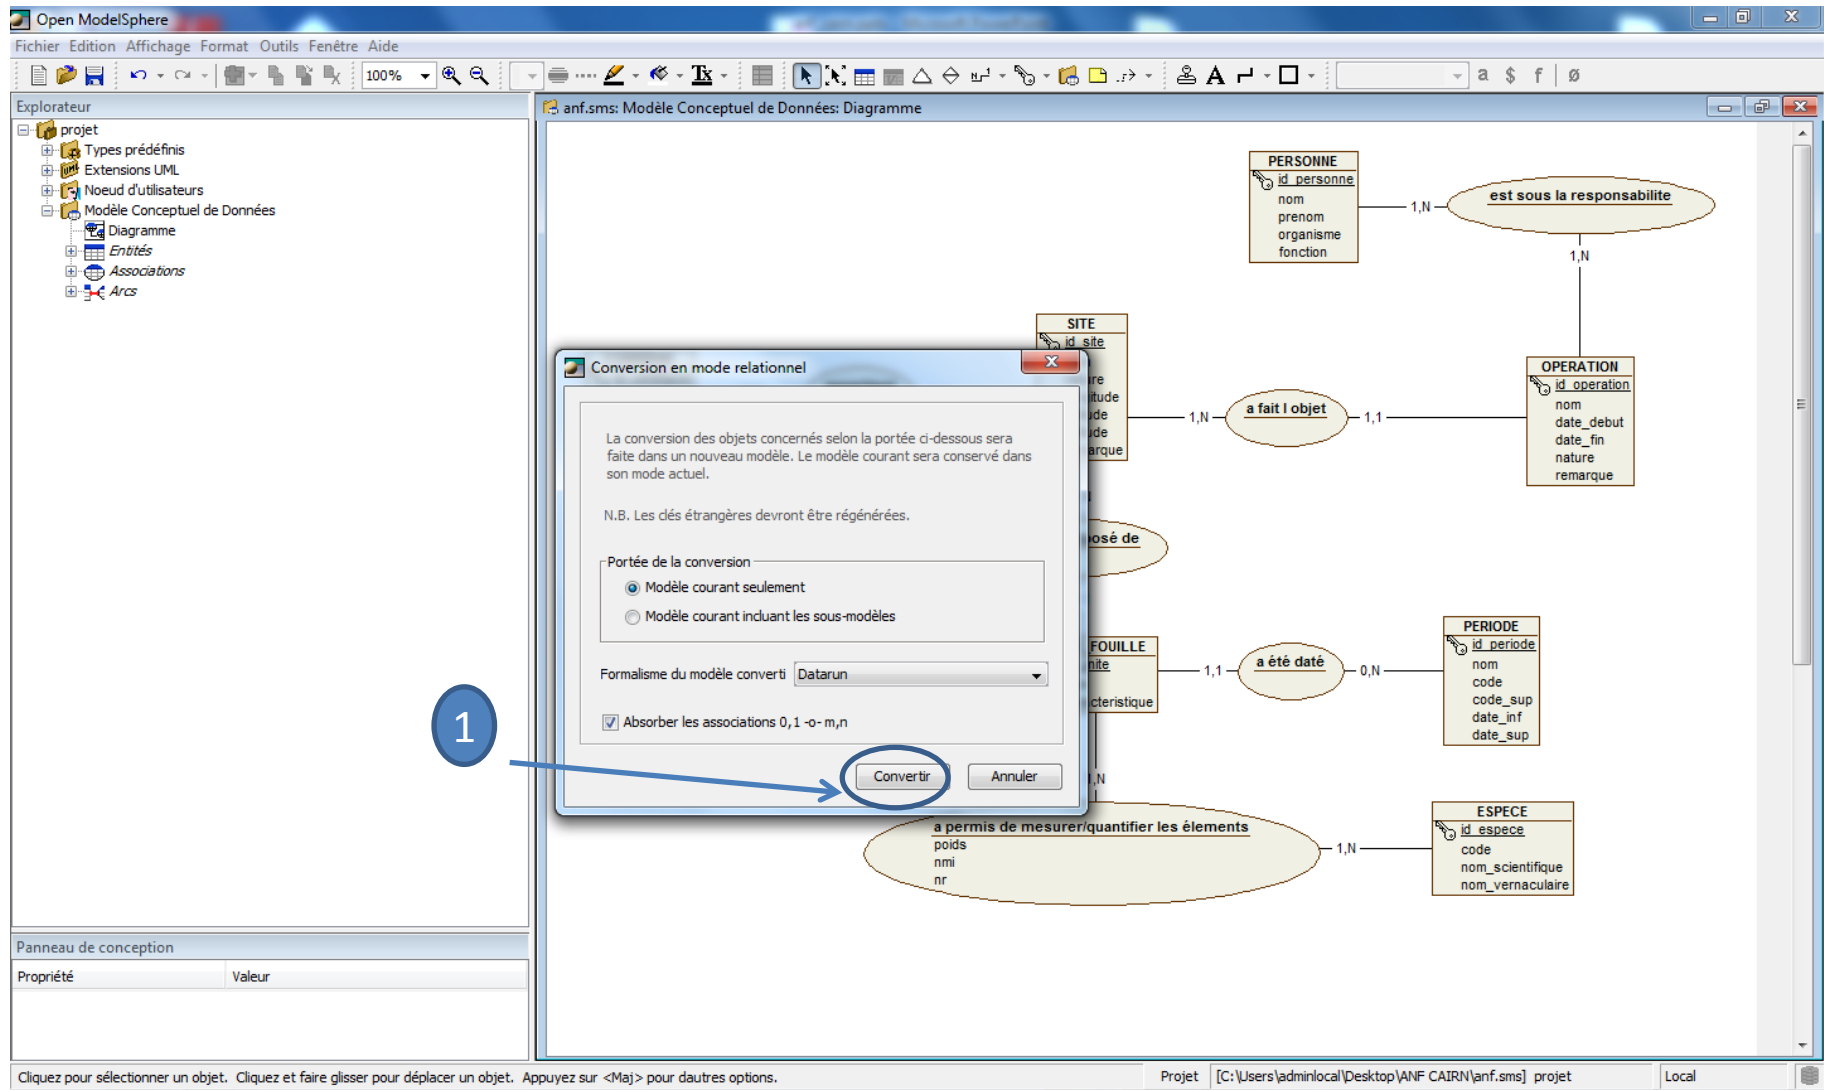 Open ModelSphere
Fichier Edition Affichage Format Outils Fenêtre Aide
100%
a $ f ø
Explorateur
projet
Types prédéfinis
Extensions UML
Noeud d'utilisateurs
Modèle Conceptuel de Données
Diagramme
Entités
Associations
Arcs
Panneau de conception
Propriété Valeur
anf.sms: Modèle Conceptuel de Données: Diagramme
PERSONNE
id_personne
nom
prenom
organisme
fonction
1,N
est sous la responsabilite
1,N
SITE
id_site
1,N
a fait l objet
1,1
OPERATION
id_operation
nom
date_debut
date_fin
nature
remarque
Conversion en mode relationnel
La conversion des objets concernés selon la portée ci-dessous sera
faite dans un nouveau modèle. Le modèle courant sera conservé dans
son mode actuel.
N.B. Les clés étrangères devront être régénérées.
Portée de la conversion
Modèle courant seulement
Modèle courant incluant les sous-modèles
Formalisme du modèle converti Datarun
Absorber les associations 0,1 -o- m,n
Convertir Annuler
1
posé de
FOUILLE
nite
cteristique
1,1
a été daté
0,N
PERIODE
id_periode
nom
code
code_sup
date_inf
date_sup
,N
a permis de mesurer/quantifier les élements
poids
nmi
nr
1,N
ESPECE
id_espece
code
nom_scientifique
nom_vernaculaire
Cliquez pour sélectionner un objet. Cliquez et faire glisser pour déplacer un objet. Appuyez sur <Maj> pour dautres options.
Projet [C:\Users\adminlocal\Desktop\ANF CAIRN\anf.sms] projet Local